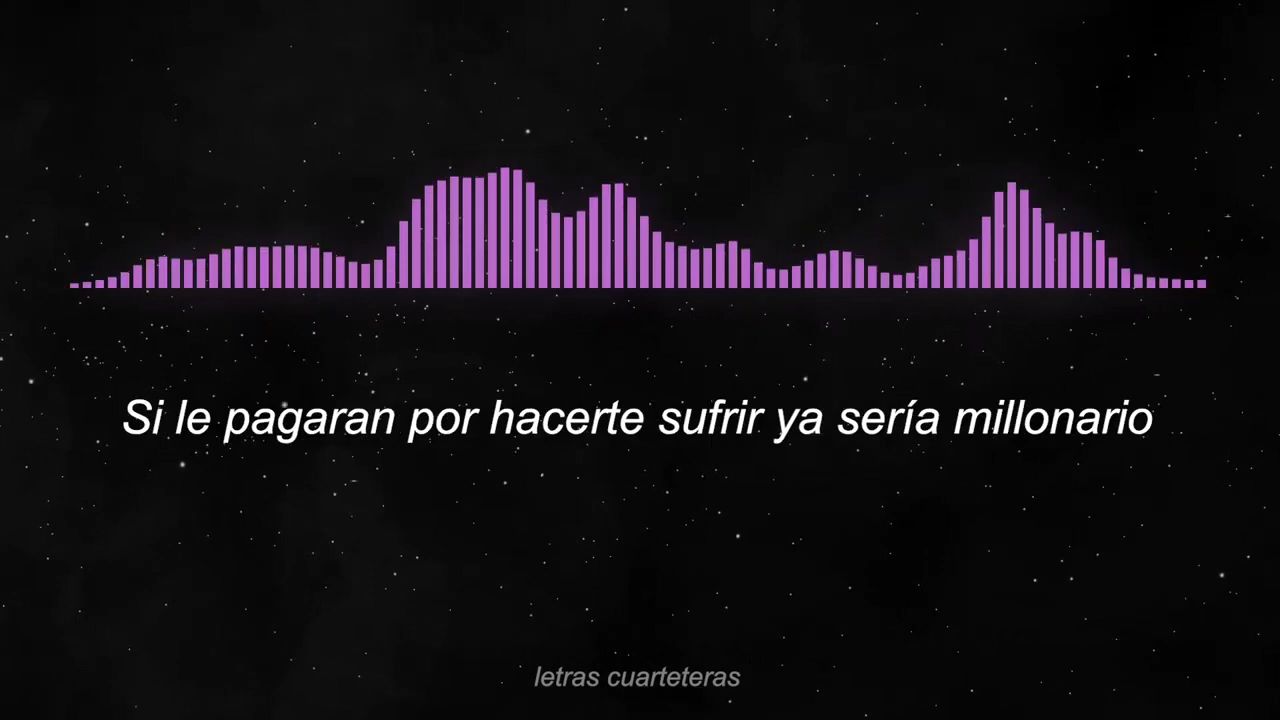 Si le pagaran por hacerte sufrir ya sería millonario
letras cuarteteras